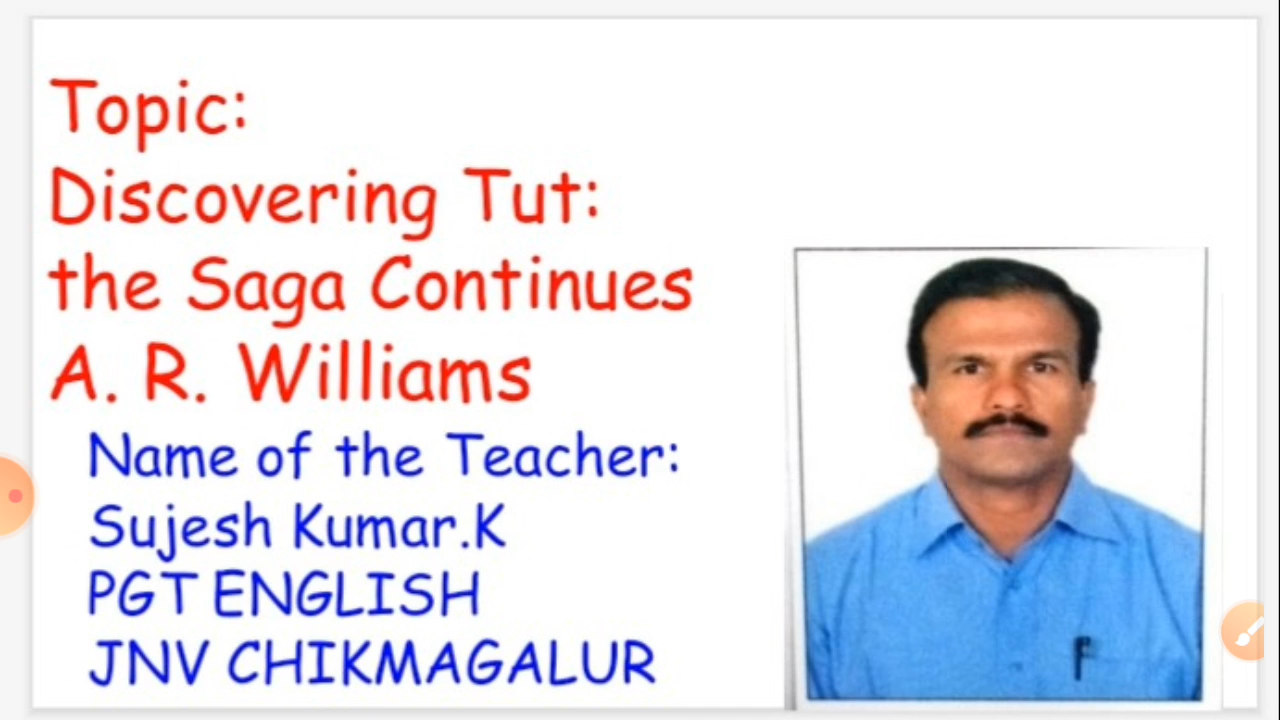 Topic:
Discovering Tut:
the Saga Continues
A. R. Williams
Name of the Teacher:
Sujesh Kumar.K
PGT ENGLISH
JNV CHIKMAGALUR